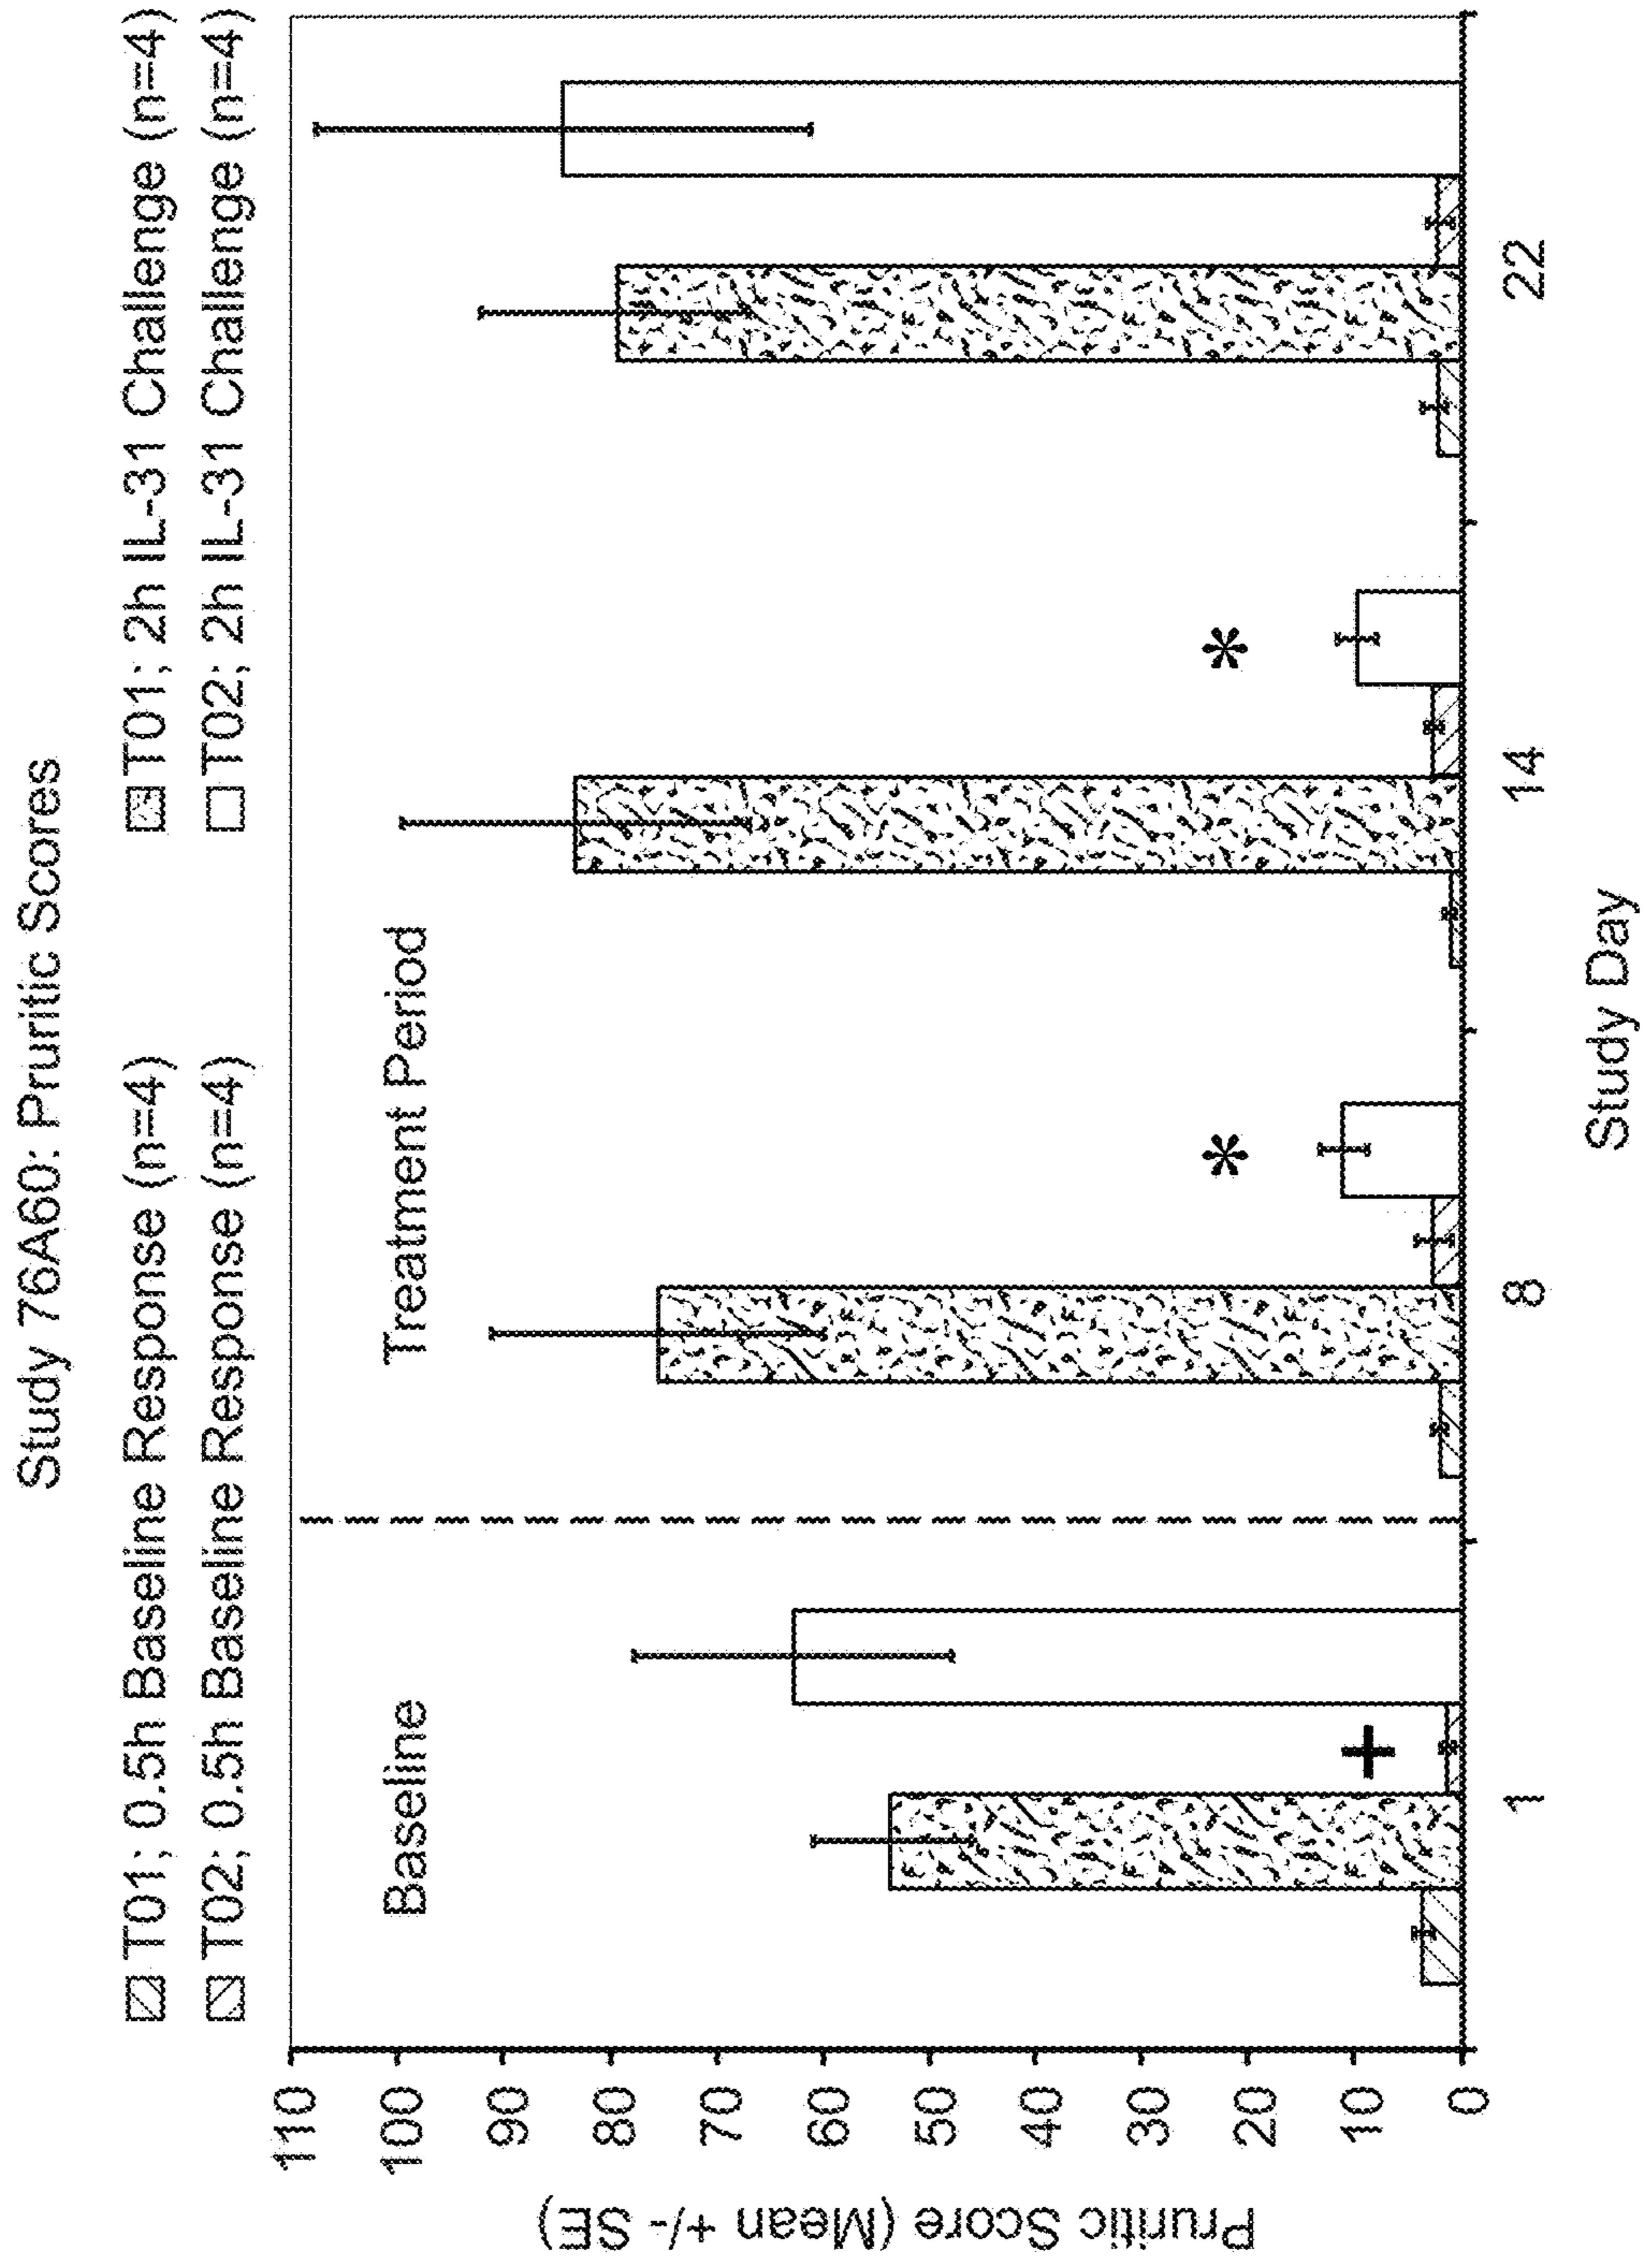 Study 76A60: Pruritic Scores
T01; 0.5h Baseline Response (n=4)
T01; 2h IL-31 Challenge (n=4)
T02; 0.5h Baseline Response (n=4)
T02; 2h IL-31 Challenge (n=4)
Baseline
Treatment Period
110
100
90
80
70
60
50
40
30
20
10
0
Pruritic Score (Mean +/- SE)
+
*
*
1
8
14
22
Study Day